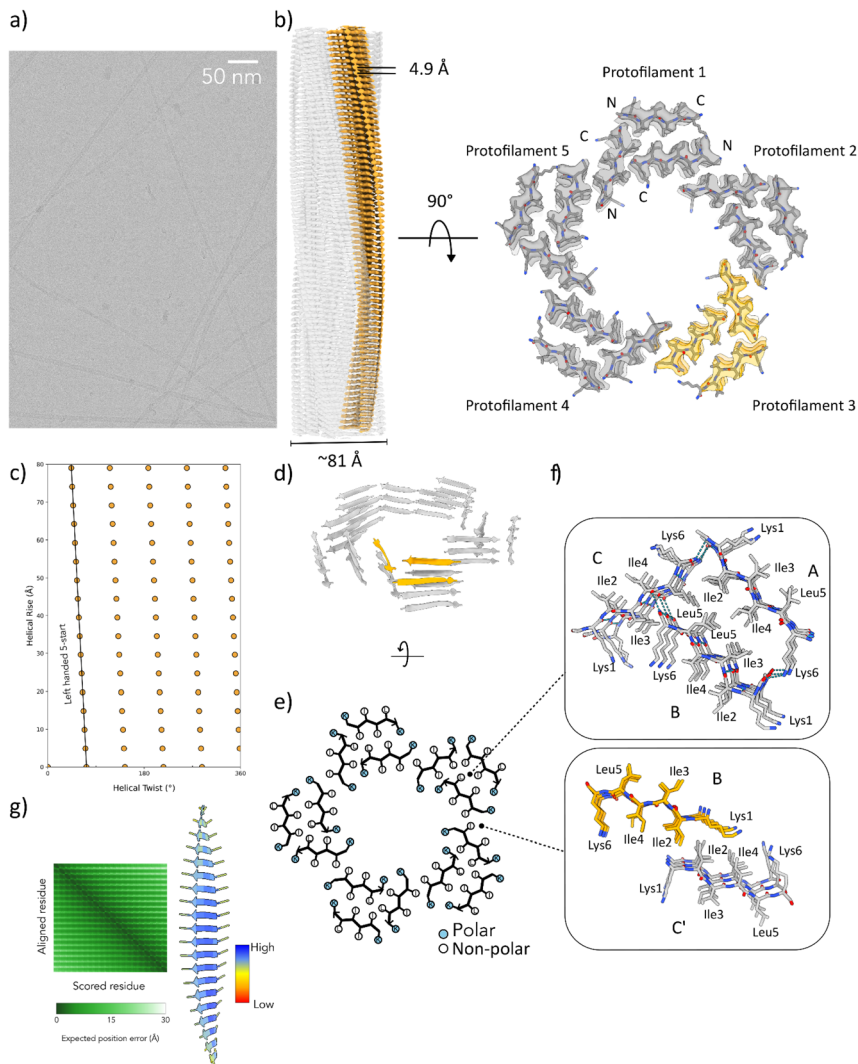 a)
50 nm
b)
4.9 Å
~81 Å
90°
Protofilament 1
N
C
C
N
Protofilament 5
Protofilament 2
C
N
Protofilament 4
Protofilament 3
c)
80
70
60
50
40
30
20
10
0
Helical Rise (Å)
Left handed 5-start
0
180
360
Helical Twist (°)
d)
e)
Polar
Non-polar
f)
Lys1
Lys6
C
Ile4
Ile3
A
Ile2
Leu5
Ile2
Leu5
Ile4
Leu5
Ile3
Lys1
Lys6
Ile3
Lys6
Ile4
B
Ile2
Lys1
B
Leu5
Ile3
Lys1
Lys6
Ile4
Ile2
Ile2
Ile4
Lys6
Lys1
Ile3
Leu5
C'
g)
Aligned residue
Scored residue
0
15
30
Expected position error (Å)
High
Low